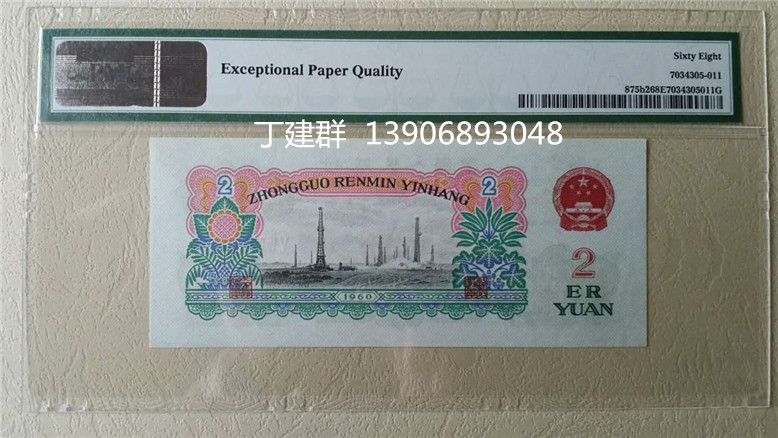 Exceptional Paper Quality
Sixty Eight
7034305-011
875b268E7034305011G
丁建群 13906893048
2
2
ZHONGGUO RENMIN YINHANG
1960
2
ER
YUAN